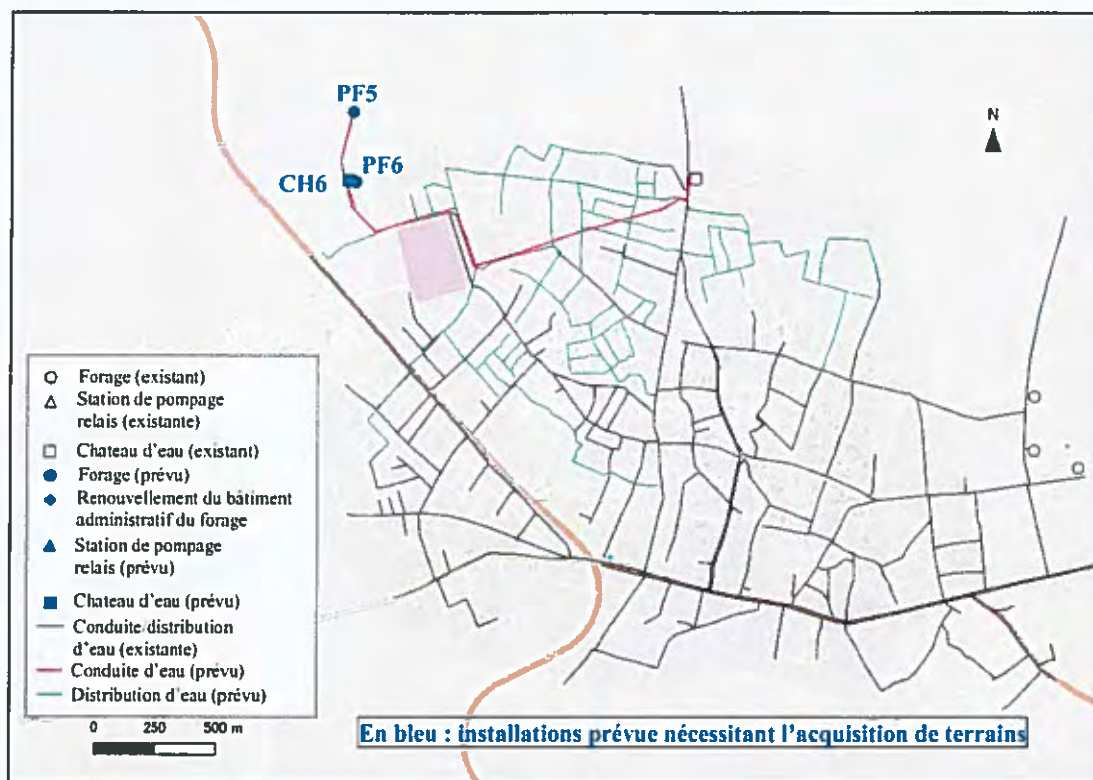 PF5
N
PF6
CH6
Forage (existant)
Station de pompage
relais (existante)
Chateau d'eau (existant)
Forage (prévu)
Renouvellement du bâtiment
administratif du forage
Station de pompage
relais (prévu)
Chateau d'eau (prévu)
Conduite/distribution
d'eau (existante)
Conduite d'eau (prévu)
Distribution d'eau (prévu)
0 250 500 m
En bleu : installations prévue nécessitant l'acquisition de terrains